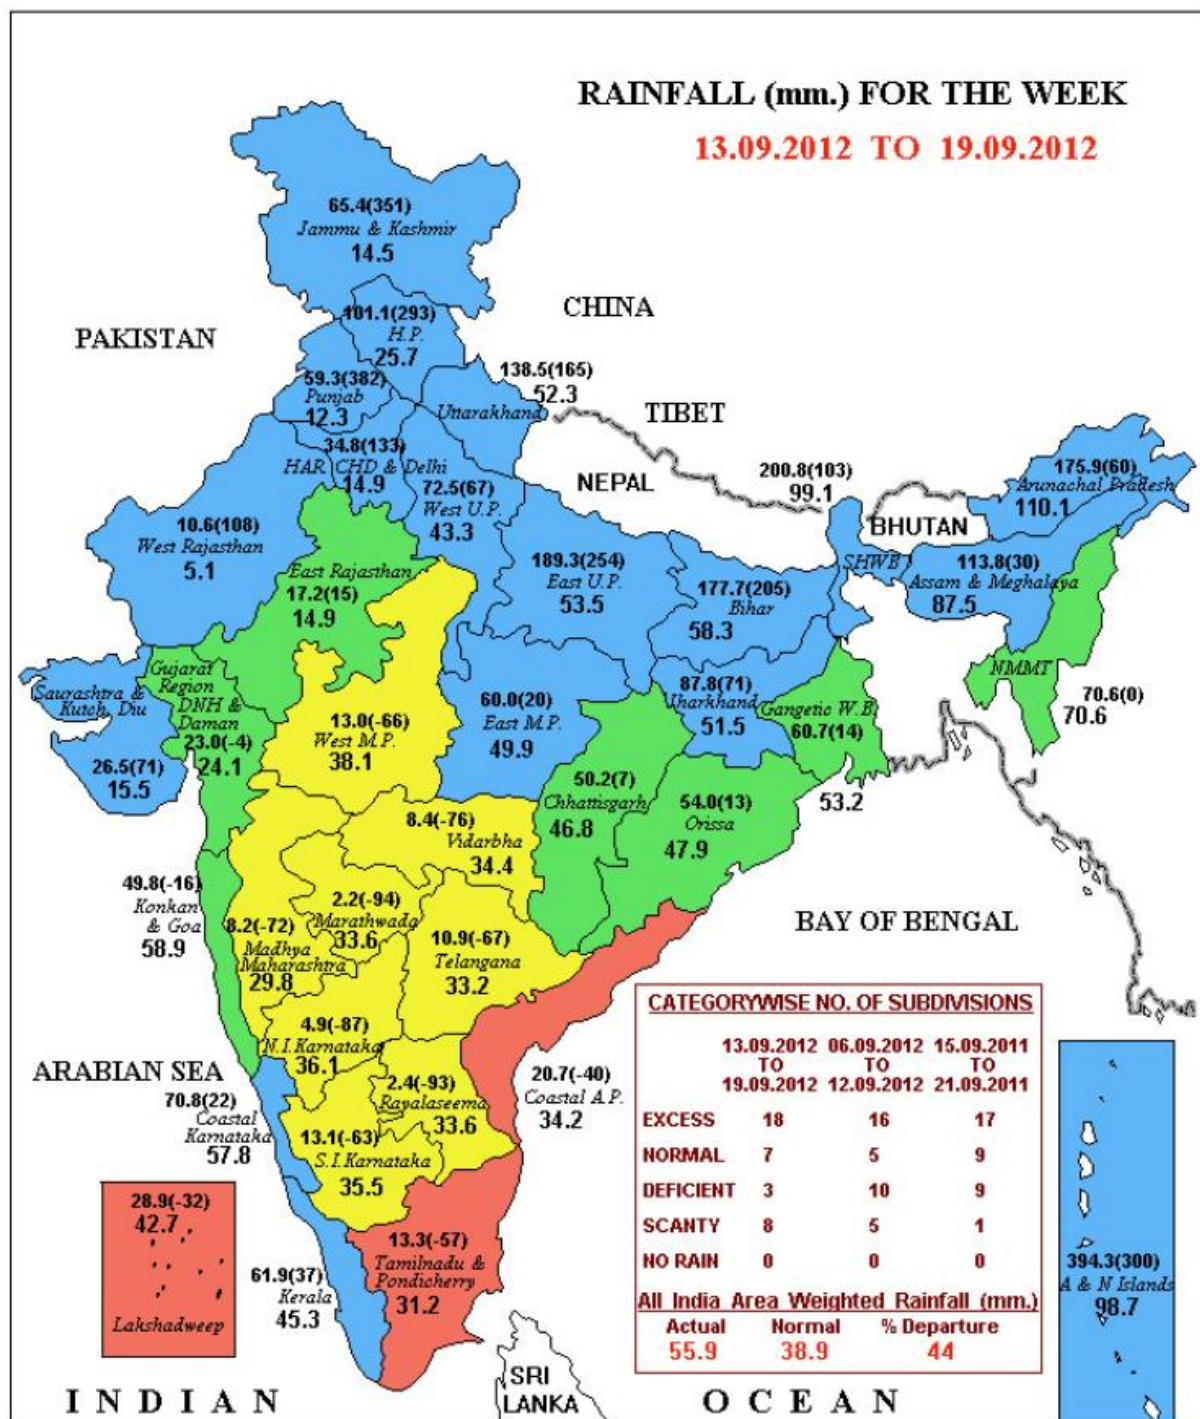 RAINFALL (mm.) FOR THE WEEK
13.09.2012 TO 19.09.2012
65.4(351)
Jammu & Kashmir
14.5
CHINA
101.1(293)
H.P.
25.7
PAKISTAN
138.5(165)
52.3
59.3(382)
Punjab
12.3
Uttarakhand
TIBET
34.8(133)
HAR. CHD & Delhi
14.9
NEPAL
200.8(103)
99.1
175.9(60)
Arunachal Pradesh
110.1
72.5(67)
West U.P.
43.3
10.6(108)
West Rajasthan
5.1
BHUTAN
189.3(254)
East U.P.
53.5
SHWB
113.8(30)
Assam & Meghalaya
87.5
East Rajasthan
17.2(15)
14.9
177.7(205)
Bihar
58.3
Gujarat
Region
DNH &
Daman
23.0(-4)
24.1
NMMT
70.6(0)
70.6
Saurashtra &
Kutch, Diu
26.5(71)
15.5
13.0(-66)
West M.P.
38.1
60.0(20)
East M.P.
49.9
87.8(71)
Jharkhand
51.5
Gangetic W.B.
60.7(14)
53.2
50.2(7)
Chhattisgarh
46.8
54.0(13)
Orissa
47.9
8.4(-76)
Vidarbha
34.4
49.8(-16)
Konkan
& Goa
58.9
2.2(-94)
Marathwada
33.6
8.2(-72)
Madhya
Maharashtra
29.8
10.9(-67)
Telangana
33.2
BAY OF BENGAL
4.9(-87)
N.I.Karnataka
36.1
ARABIAN SEA
70.8(22)
Coastal
Karnataka
57.8
2.4(-93)
Rayalaseema
33.6
20.7(-40)
Coastal A.P.
34.2
13.1(-63)
S.I.Karnataka
35.5
28.9(-32)
42.7
Lakshadweep
61.9(37)
Kerala
45.3
13.3(-57)
Tamilnadu &
Pondicherry
31.2
CATEGORYWISE NO. OF SUBDIVISIONS
13.09.2012 06.09.2012 15.09.2011
TO TO TO
19.09.2012 12.09.2012 21.09.2011
EXCESS 18 16 17
NORMAL 7 5 9
DEFICIENT 3 10 9
SCANTY 8 5 1
NO RAIN 0 0 0
All India Area Weighted Rainfall (mm.)
Actual Normal % Departure
55.9 38.9 44
394.3(300)
A & N Islands
98.7
SRI
LANKA
INDIAN OCEAN